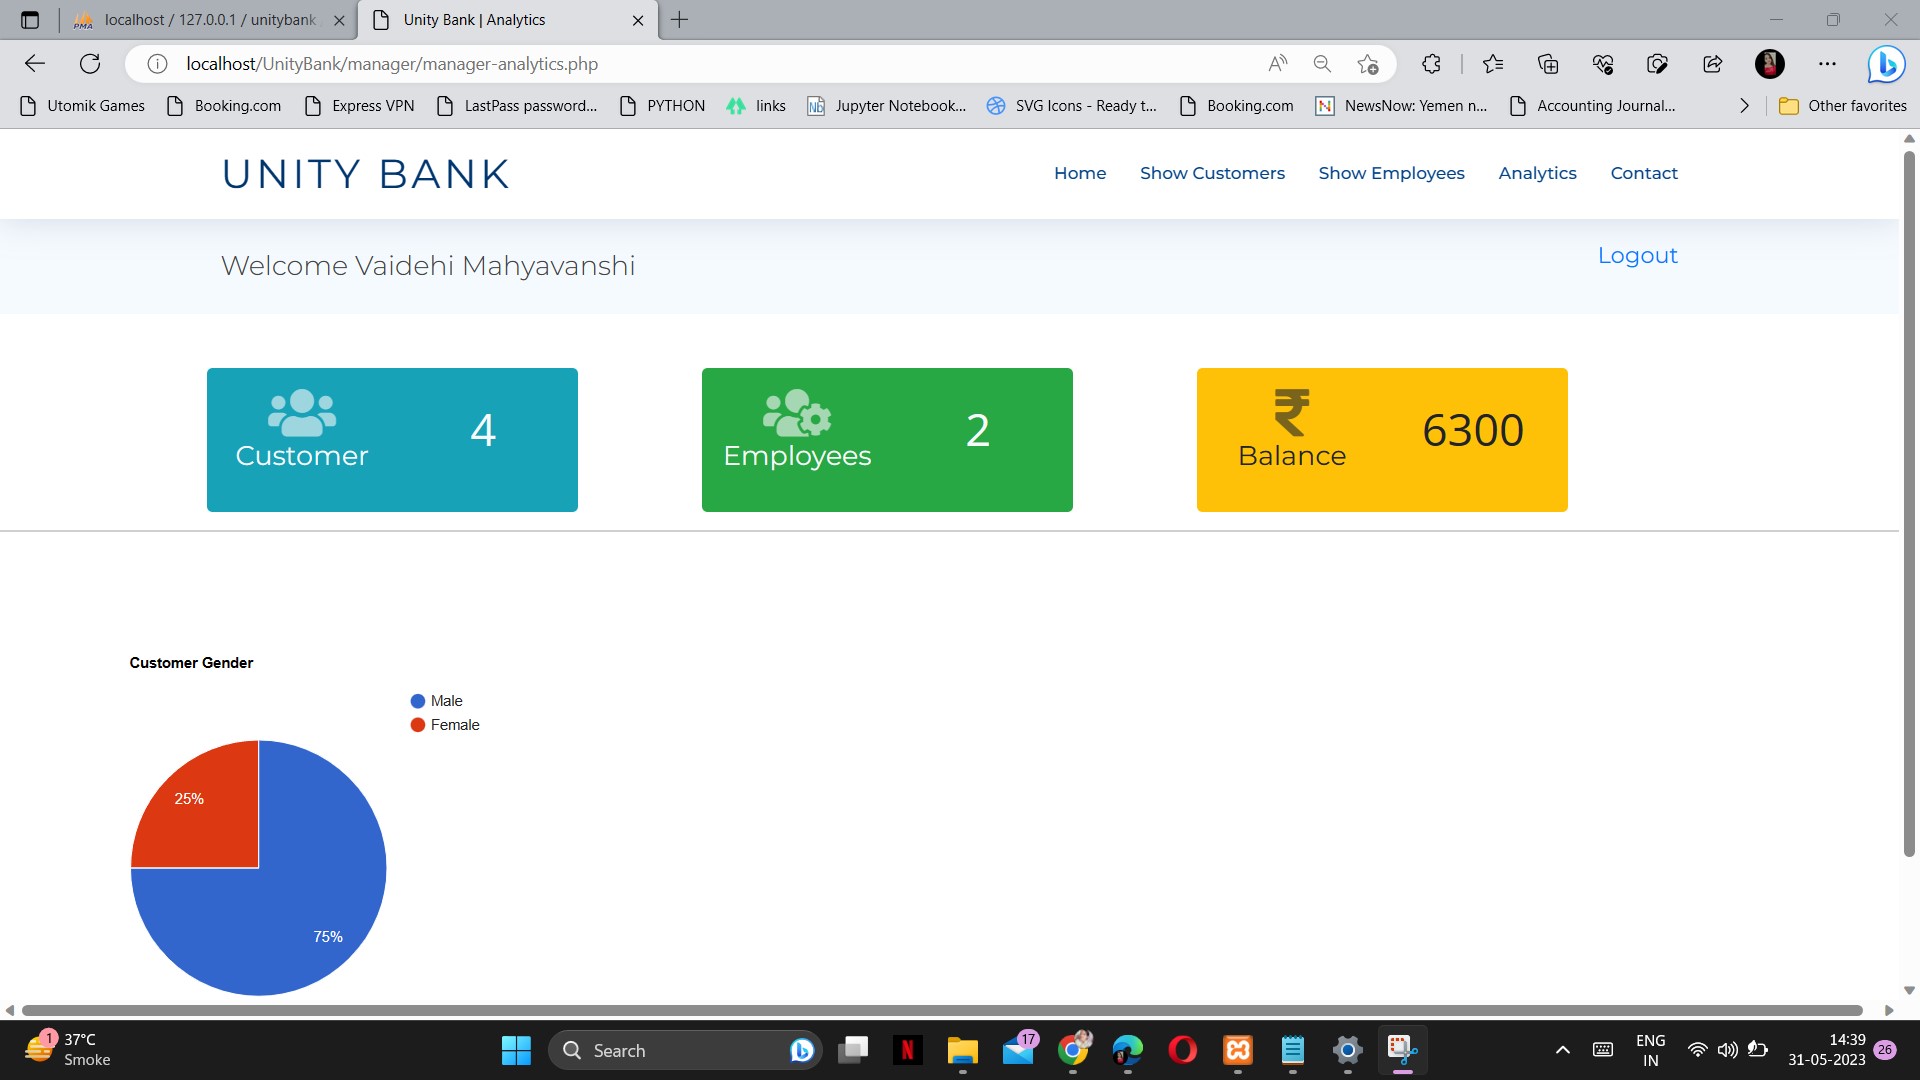 localhost / 127.0.0.1 / unitybank
Unity Bank | Analytics
localhost/UnityBank/manager/manager-analytics.php
Utomik Games
Booking.com
Express VPN
LastPass password...
PYTHON
links
Jupyter Notebook...
SVG Icons - Ready t...
Booking.com
NewsNow: Yemen n...
Accounting Journal...
Other favorites
UNITY BANK
Home
Show Customers
Show Employees
Analytics
Contact
Welcome Vaidehi Mahyavanshi
Logout
Customer
4
Employees
2
₹
Balance
6300
Customer Gender
Male
Female
25%
75%
1
37°C
Smoke
Search
17
ENG
IN
14:39
31-05-2023
26